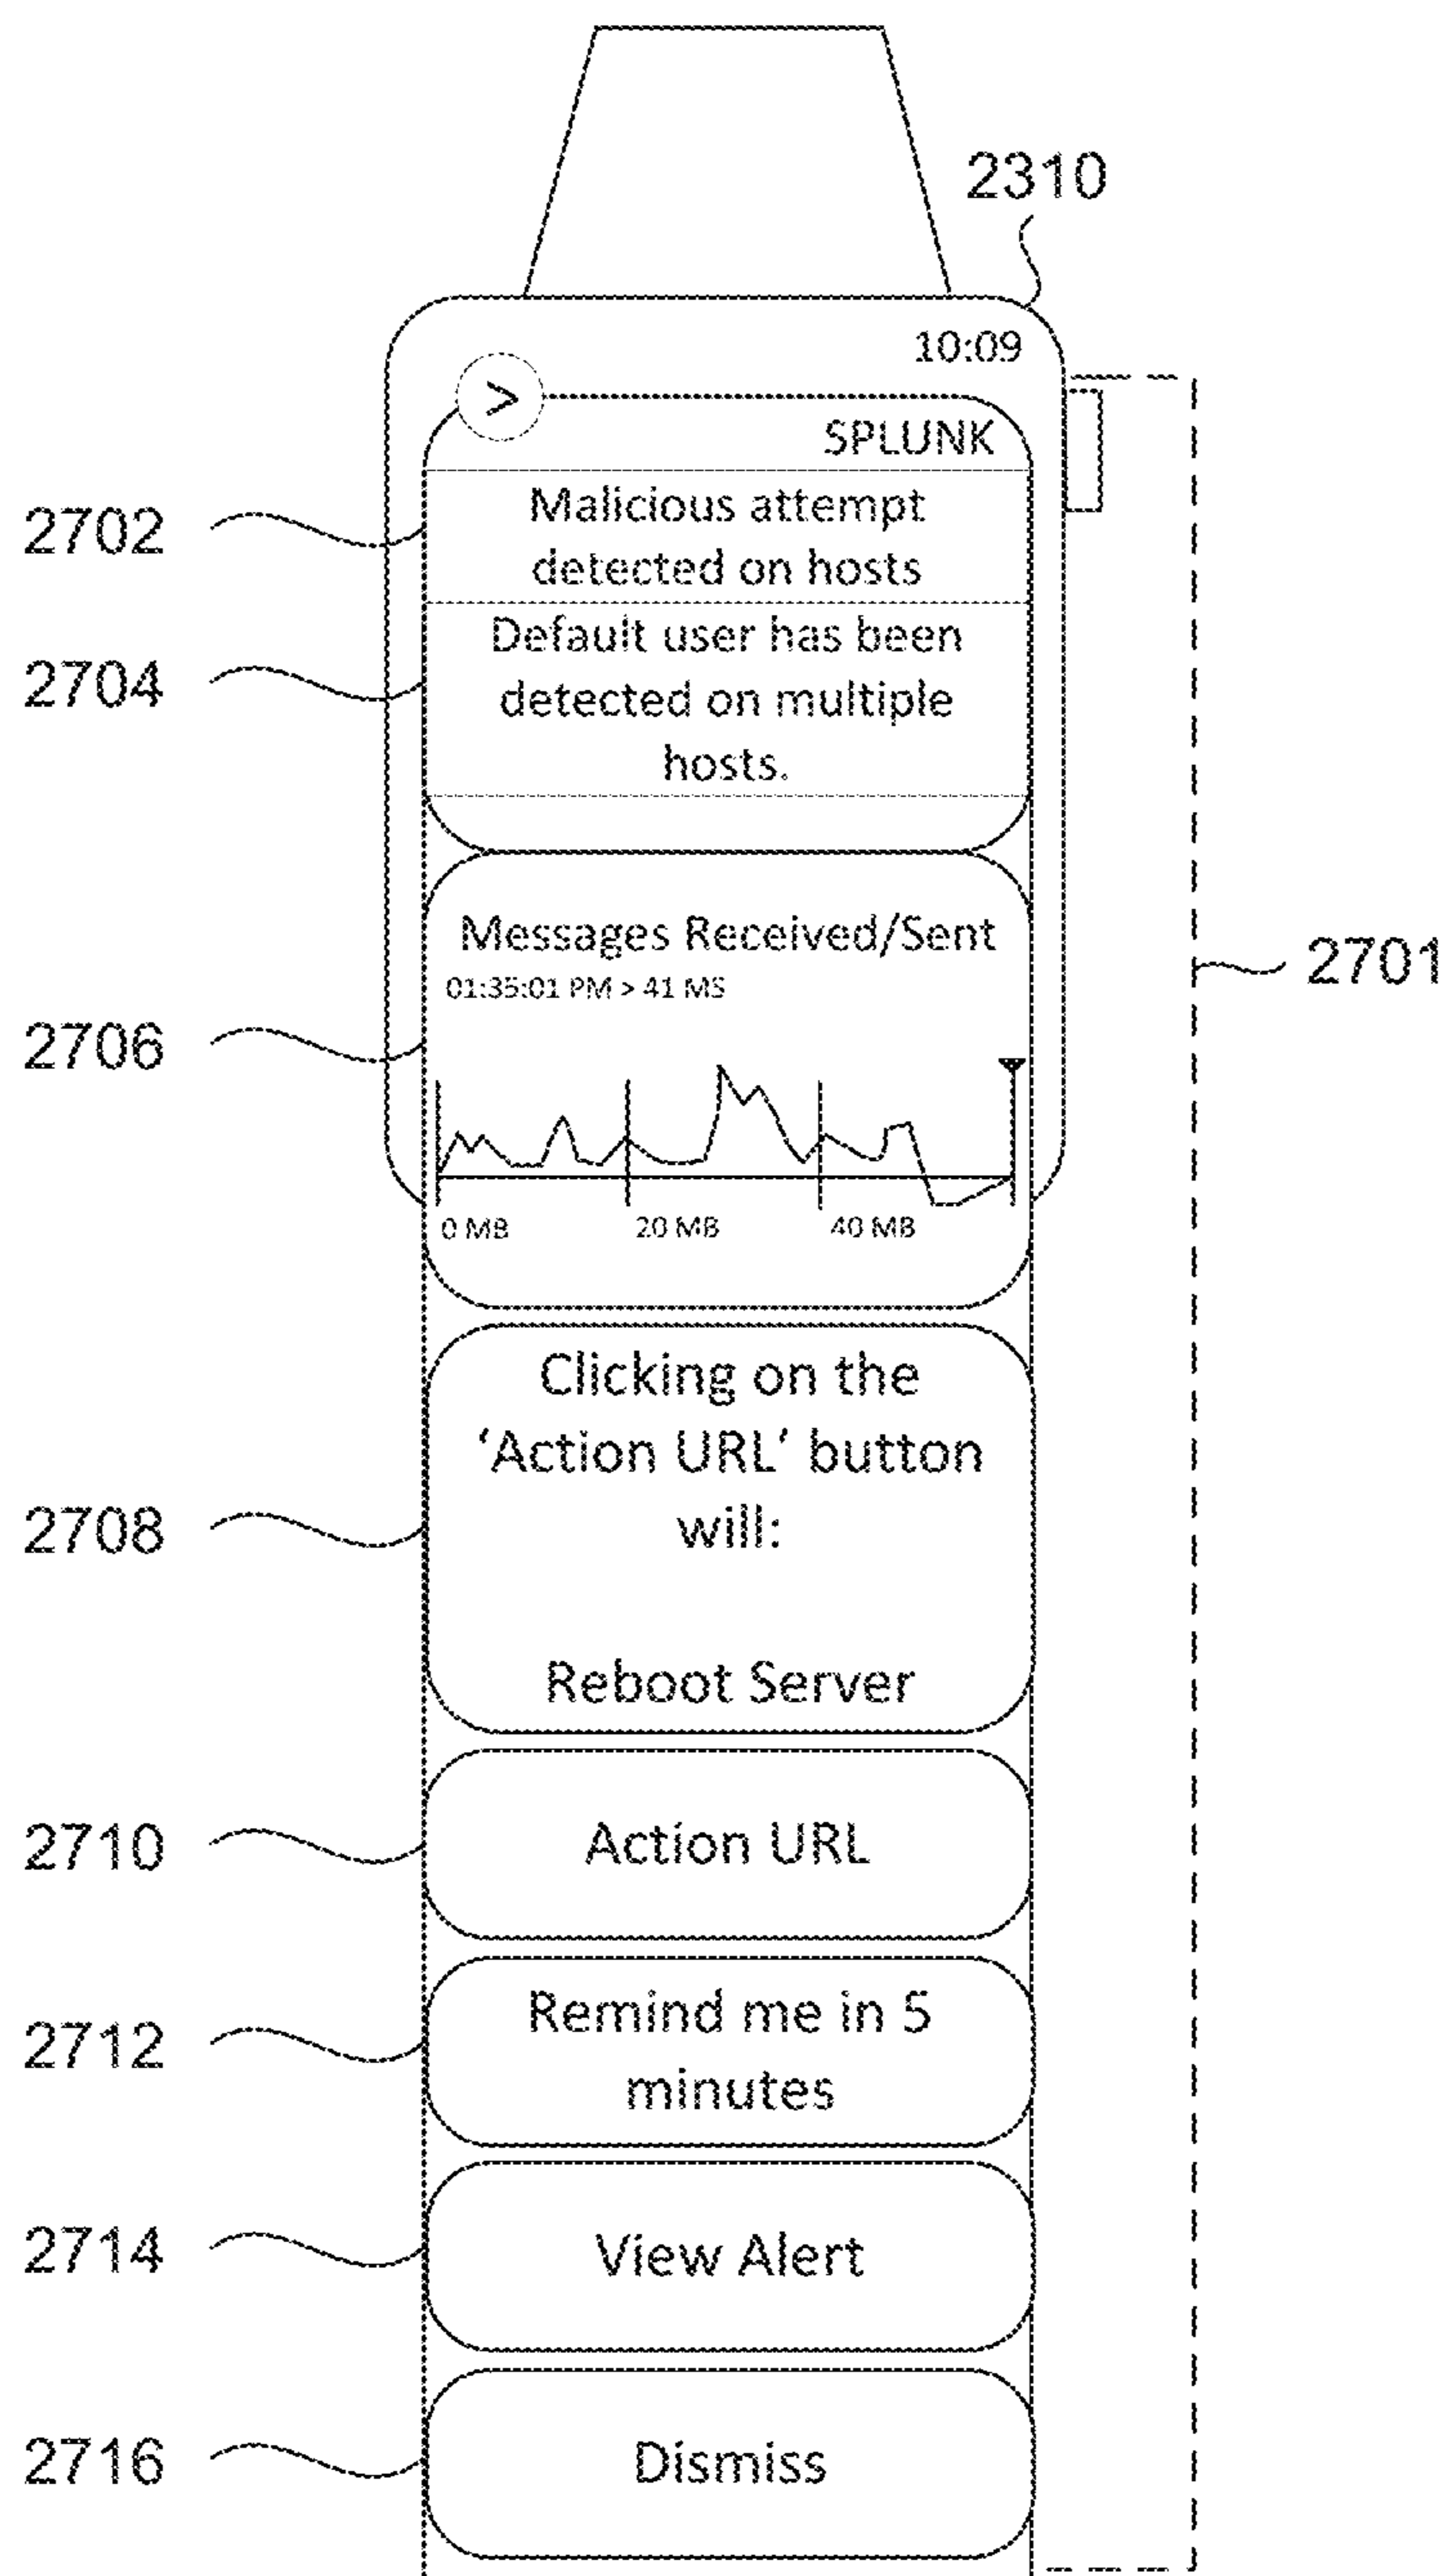 2310
10:09
>
SPLUNK
2702
Malicious attempt
detected on hosts
2704
Default user has been
detected on multiple
hosts.
Messages Received/Sent
2701
01:35:01 PM > 41 MS
2706
0 MB 20 MB 40 MB
Clicking on the
‘Action URL’ button
will:
2708
Reboot Server
2710
Action URL
2712
Remind me in 5
minutes
2714
View Alert
2716
Dismiss